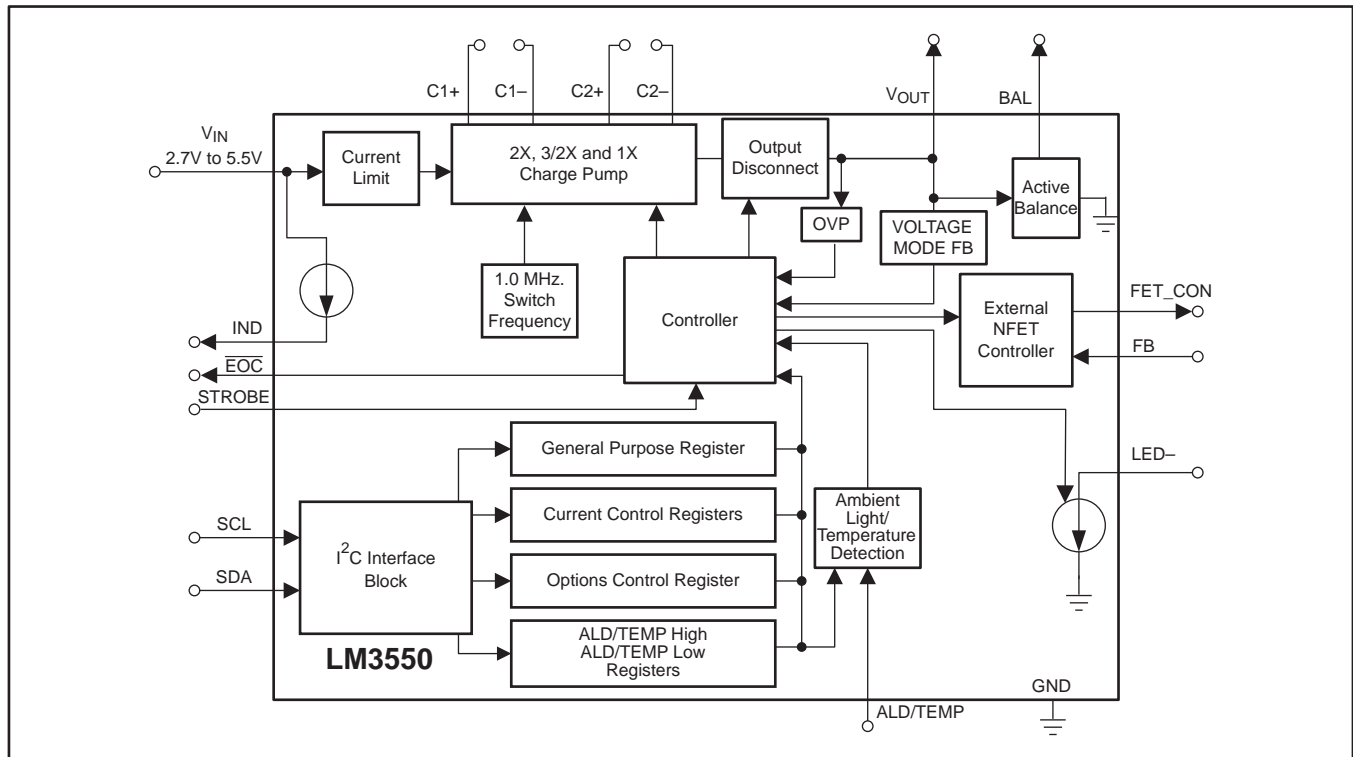 C1+ C1– C2+ C2–
VOUT BAL
VIN
2.7V to 5.5V
Current
Limit
2X, 3/2X and 1X
Charge Pump
Output
Disconnect
Active
Balance
OVP
VOLTAGE
MODE FB
1.0 MHz.
Switch
Frequency
Controller
External
NFET
Controller
FET_CON
FB
IND
EOC
STROBE
General Purpose Register
LED–
SCL
SDA
I2C Interface
Block
Current Control Registers
Ambient
Light/
Temperature
Detection
Options Control Register
ALD/TEMP High
ALD/TEMP Low
Registers
LM3550
GND
ALD/TEMP